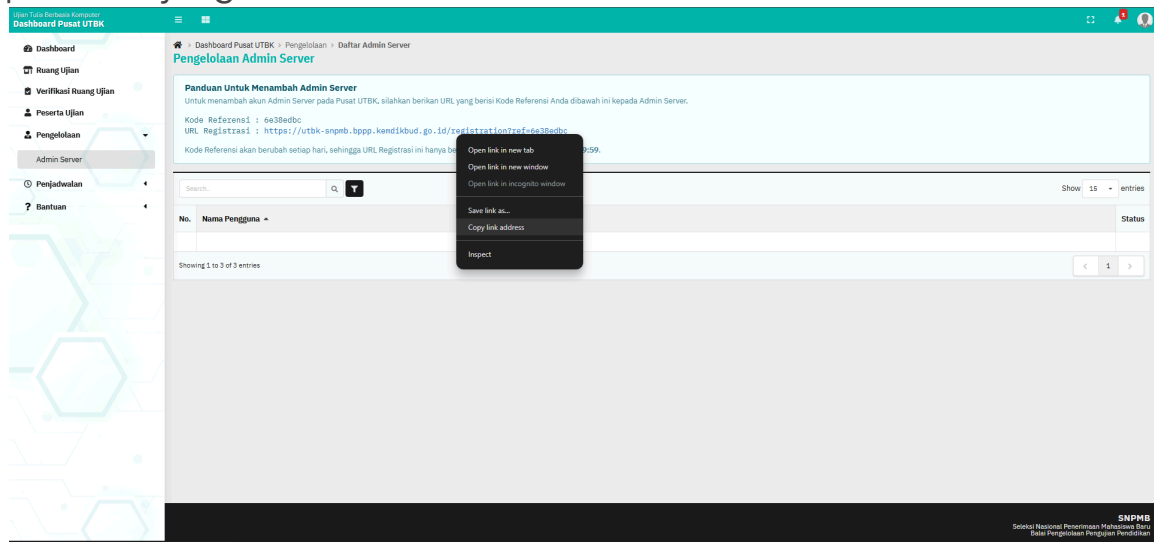 Ujian Tulis Berbasis Komputer
Dashboard Pusat UTBK
Dashboard
Ruang Ujian
Verifikasi Ruang Ujian
Peserta Ujian
Pengelolaan
Admin Server
Penjadwalan
Bantuan
> Dashboard Pusat UTBK > Pengelolaan > Daftar Admin Server
Pengelolaan Admin Server
Panduan Untuk Menambah Admin Server
Untuk menambah akun Admin Server pada Pusat UTBK, silahkan berikan URL yang berisi Kode Referensi Anda dibawah ini kepada Admin Server.
Kode Referensi : 6e38edbc
URL Registrasi : https://utbk-snpmb.bppp.kemdikbud.go.id/registration?ref=6e38edbc
Kode Referensi akan berubah setiap hari, sehingga URL Registrasi ini hanya be 9:59.
Open link in new tab
Open link in new window
Open link in incognito window
Save link as...
Copy link address
Inspect
Search..
Show 15 entries
No. Nama Pengguna Status
Showing 1 to 3 of 3 entries
< 1 >
SNPMB
Seleksi Nasional Penerimaan Mahasiswa Baru
Balai Pengelolaan Pengujian Pendidikan